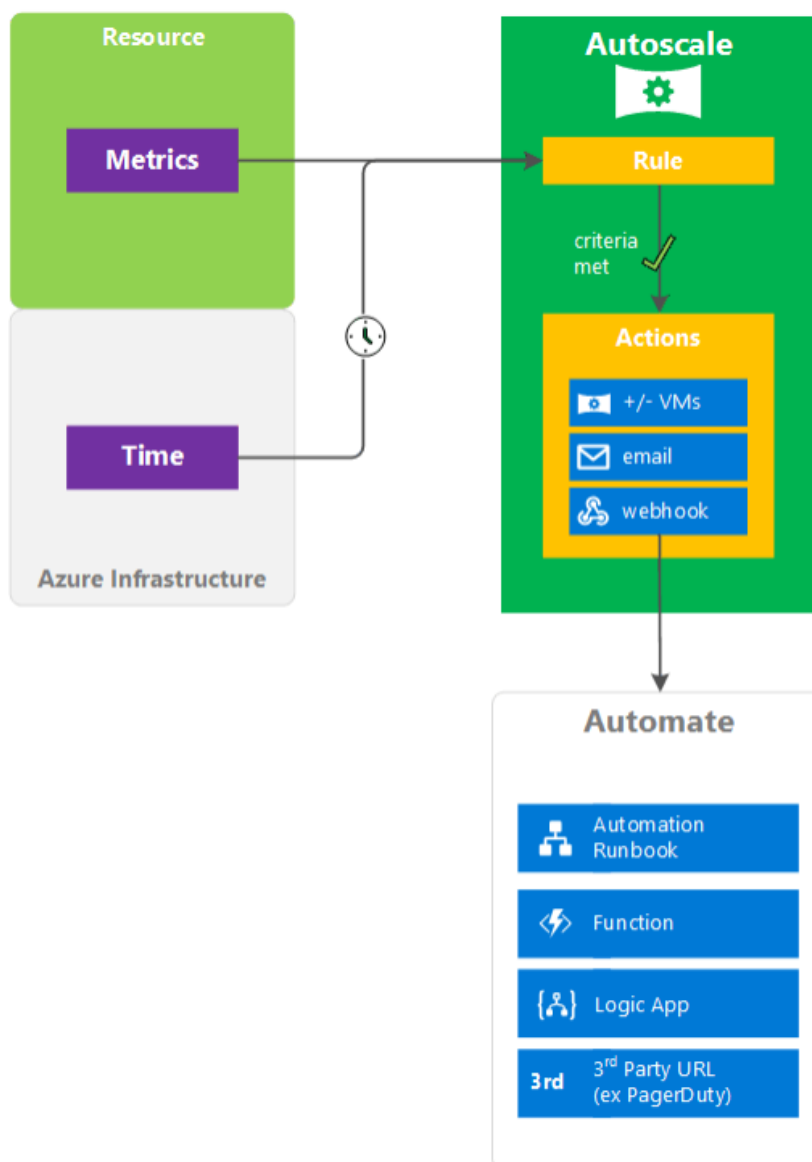 Resource
Metrics
Time
Azure Infrastructure
Autoscale
Rule
criteria
met
Actions
+/- VMs
email
webhook
Automate
Automation
Runbook
Function
Logic App
3rd
3rd Party URL
(ex PagerDuty)